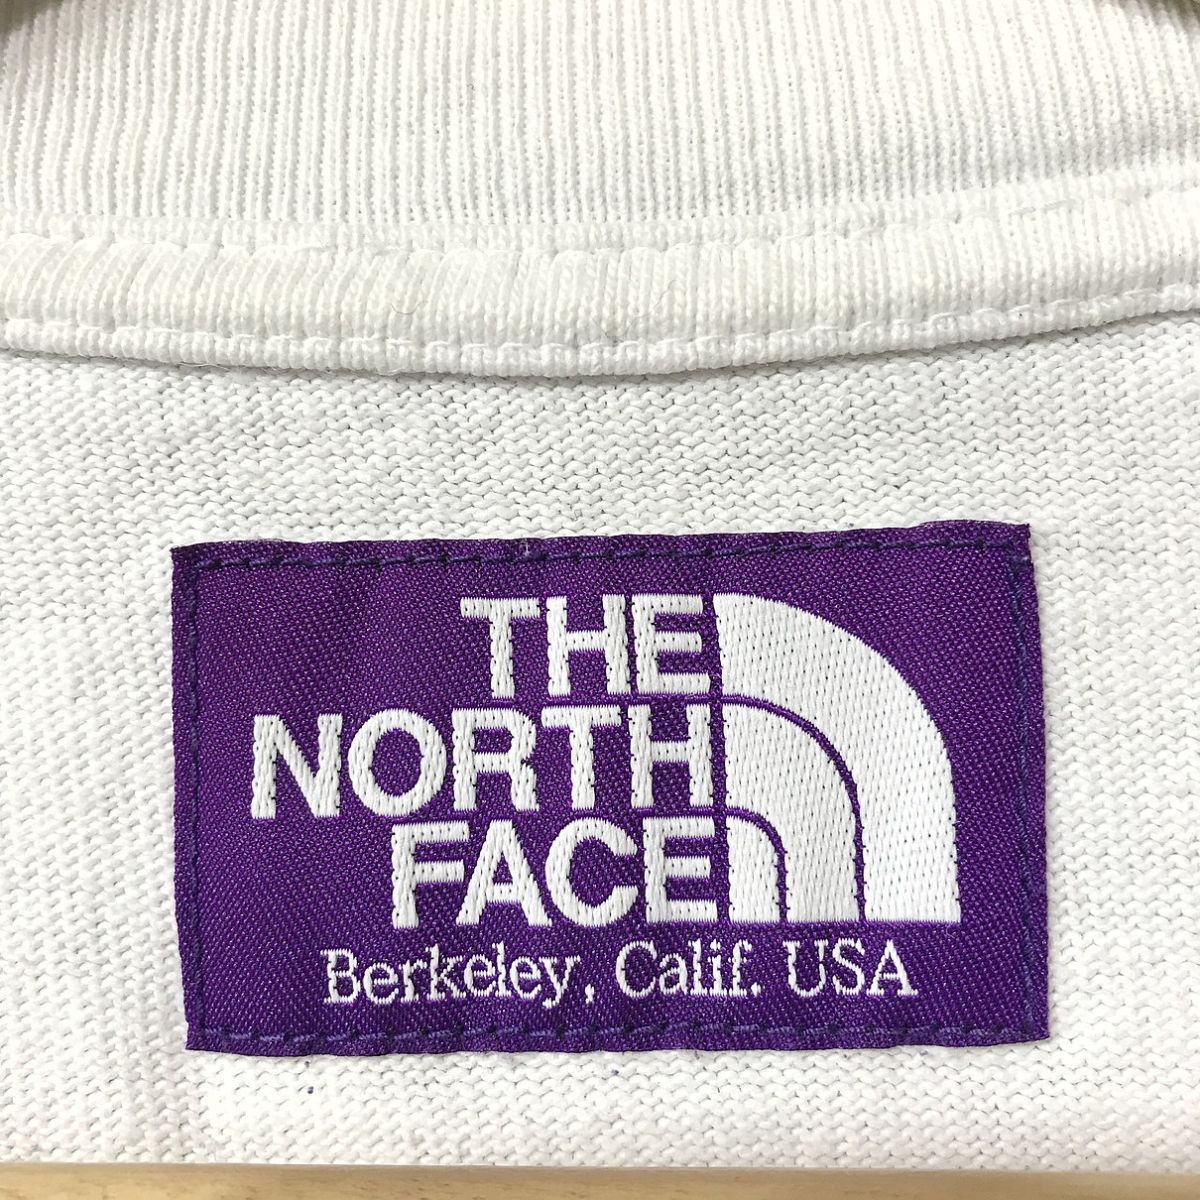 THE
NORTH
FACE
Berkeley, Calif. USA